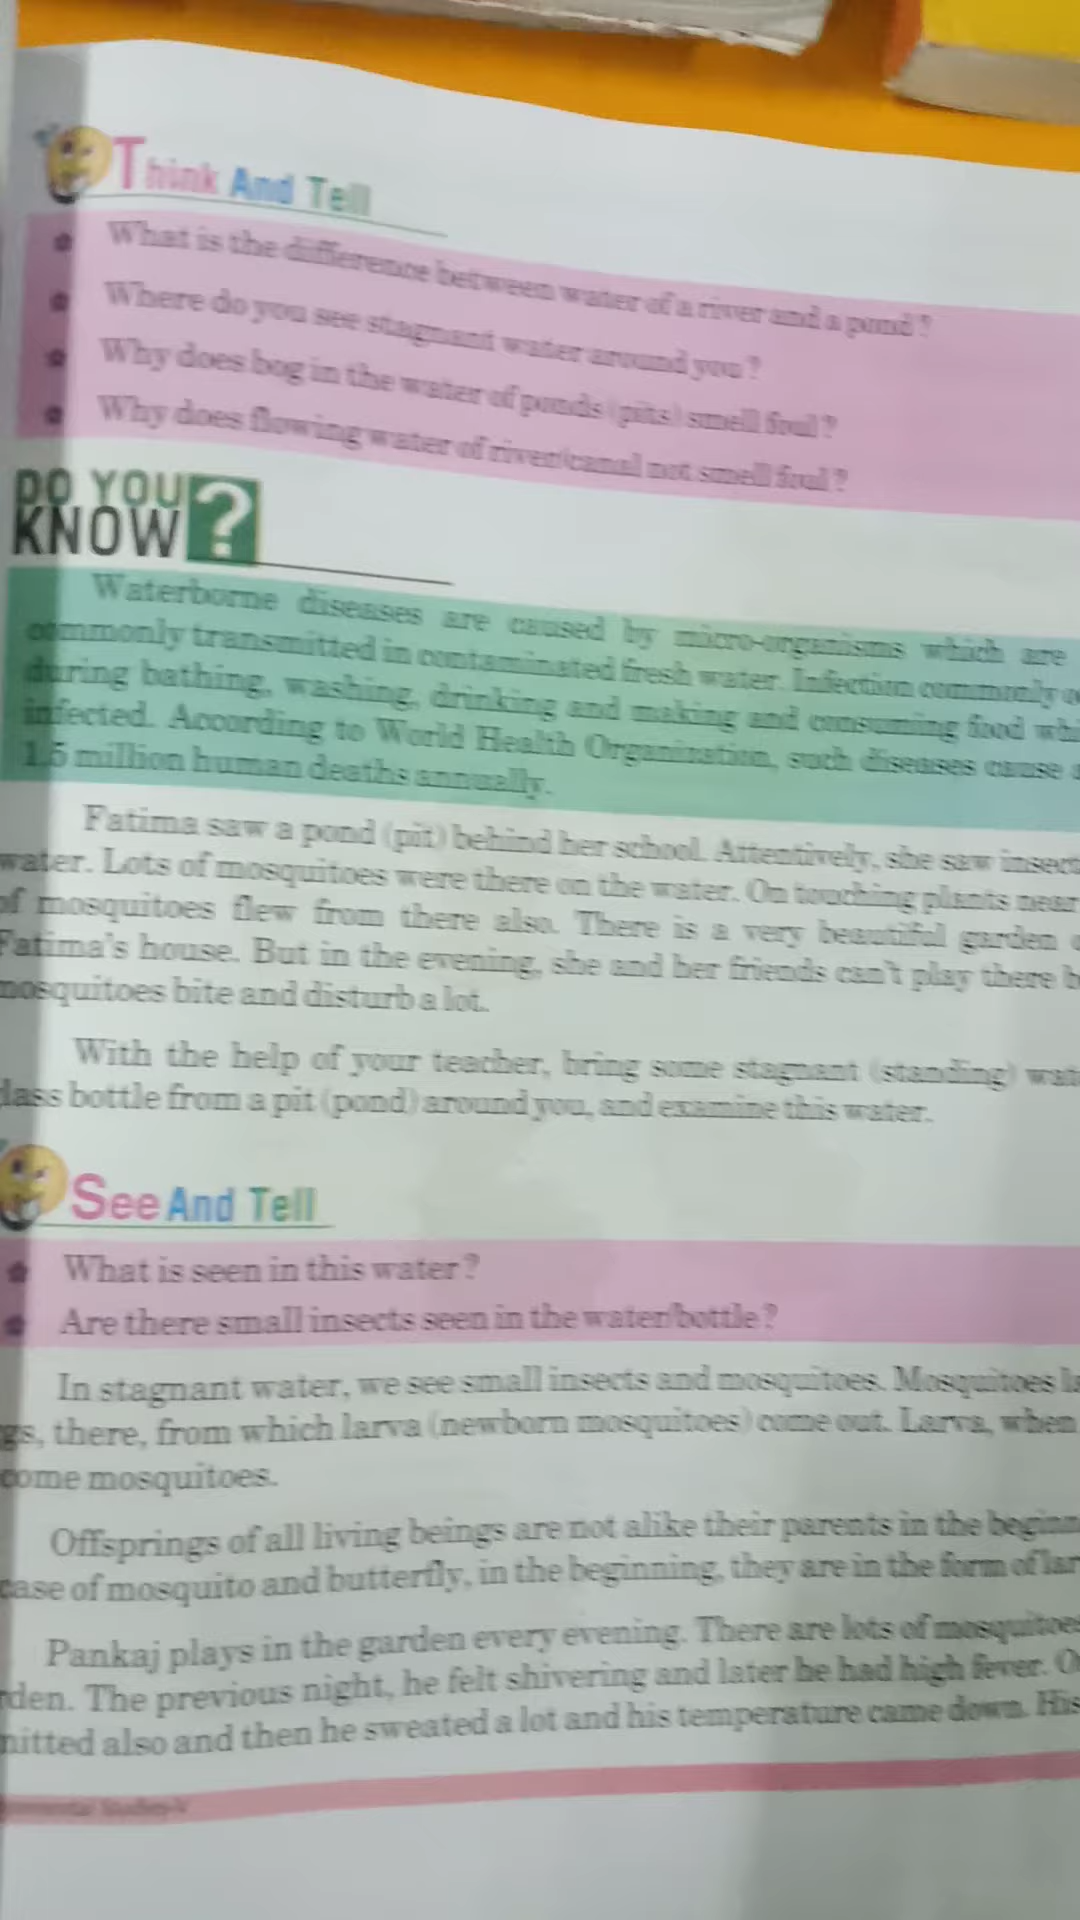 Think And Tell
What is the difference between water of a river and a pond?
Where do you see stagnant water around you?
Why does bog in the water of ponds (pits) smell foul?
Why does flowing water of river/canal not smell foul?
DO YOU
KNOW ?
Waterborne diseases are caused by micro-organisms which are
commonly transmitted in contaminated fresh water. Infection commonly
during bathing, washing, drinking and making and consuming food
infected. According to World Health Organization, such diseases cause
1.5 million human deaths annually.
Fatima saw a pond (pit) behind her school. Attentively, she saw
water. Lots of mosquitoes were there on the water. On touching plants near
of mosquitoes flew from there also. There is a very beautiful garden
Fatima's house. But in the evening, she and her friends can't play there
mosquitoes bite and disturb a lot.
With the help of your teacher, bring some stagnant (standing)
bottle from a pit (pond) around you, and examine this water.
See And Tell
What is seen in this water?
Are there small insects seen in the water/bottle?
In stagnant water, we see small insects and mosquitoes. Mosquitoes
gs, there, from which larva (newborn mosquitoes) come out. Larva, when
come mosquitoes.
Offsprings of all living beings are not alike their parents in the
case of mosquito and butterfly, in the beginning, they are in the form of
Pankaj plays in the garden every evening. There are lots of mosquitoes
den. The previous night, he felt shivering and later he had high fever.
mitted also and then he sweated a lot and his temperature came down. His